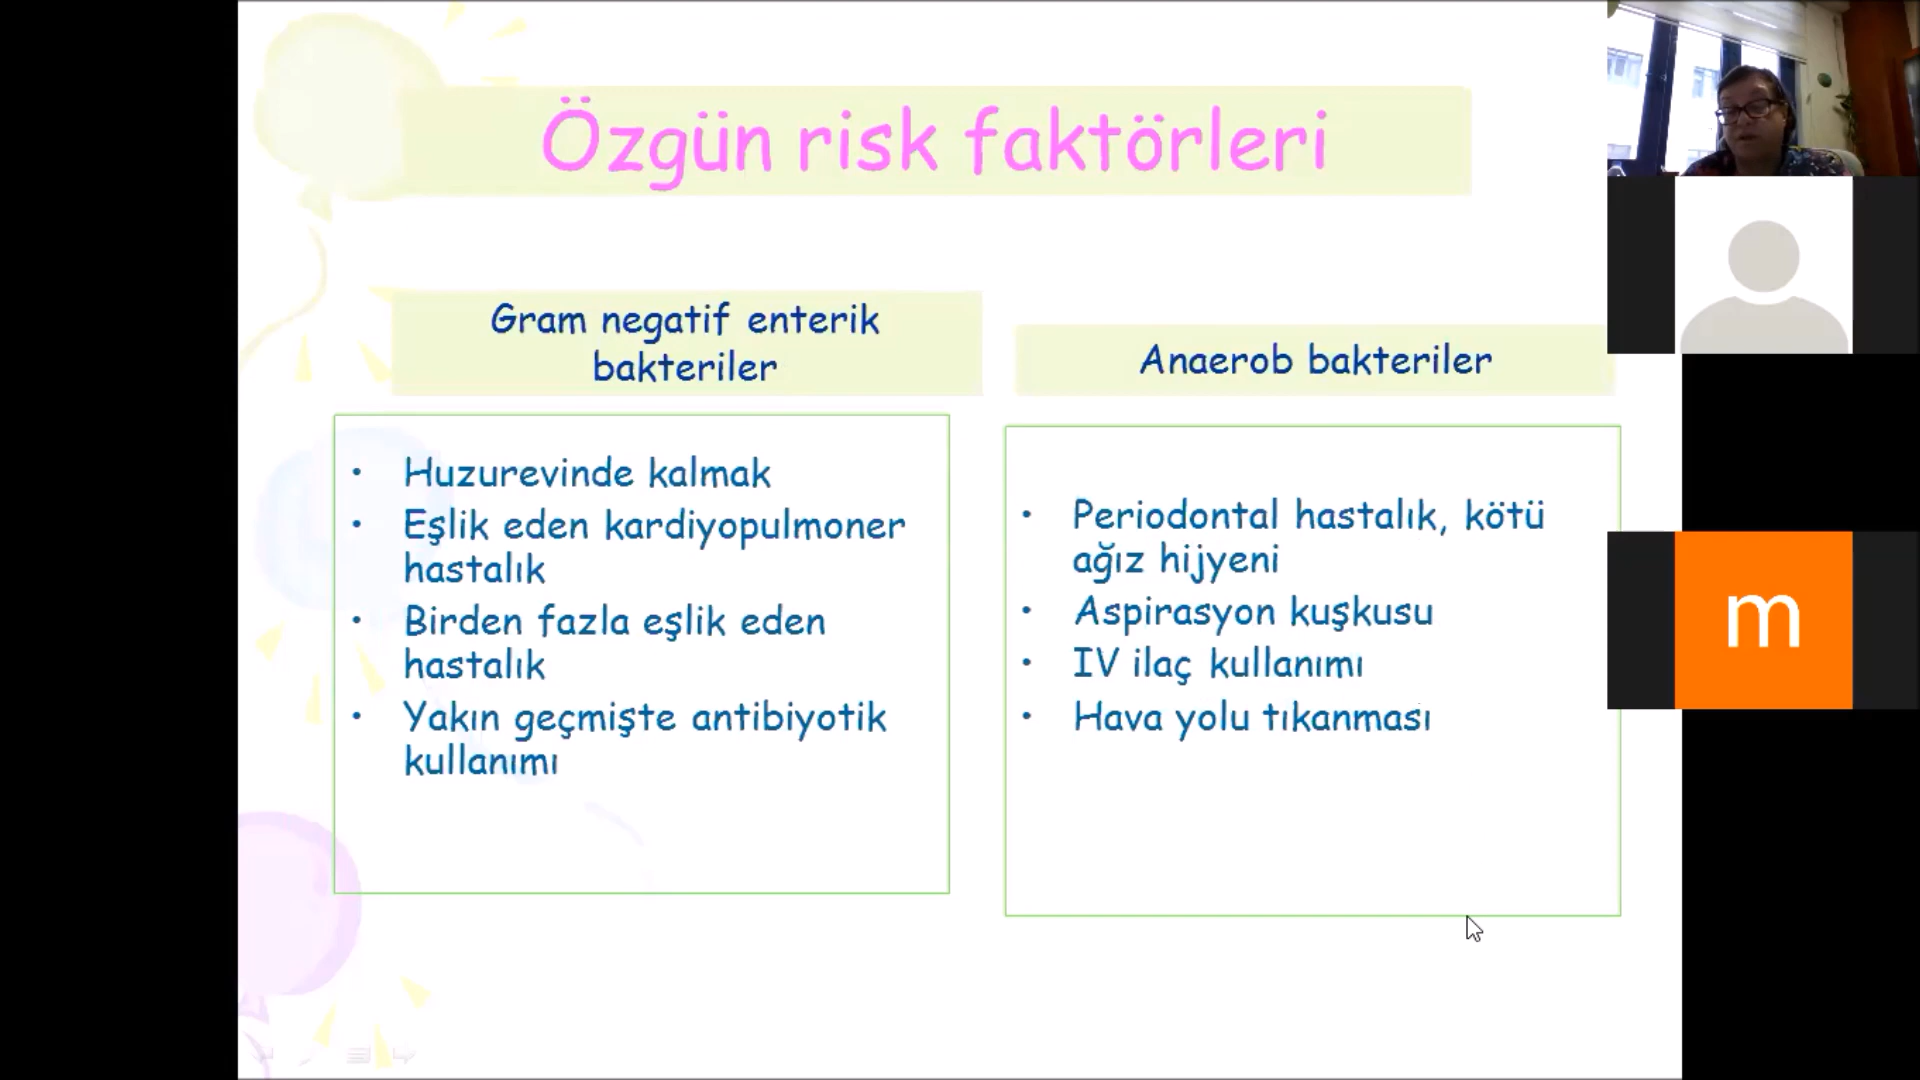 Özgün risk faktörleri
Gram negatif enterik
bakteriler
• Huzurevinde kalmak
• Eşlik eden kardiyopulmoner
hastalık
• Birden fazla eşlik eden
hastalık
• Yakın geçmişte antibiyotik
kullanımı
Anaerob bakteriler
• Periodontal hastalık, kötü
ağız hijyeni
• Aspirasyon kuşkusu
• IV ilaç kullanımı
• Hava yolu tıkanması
m